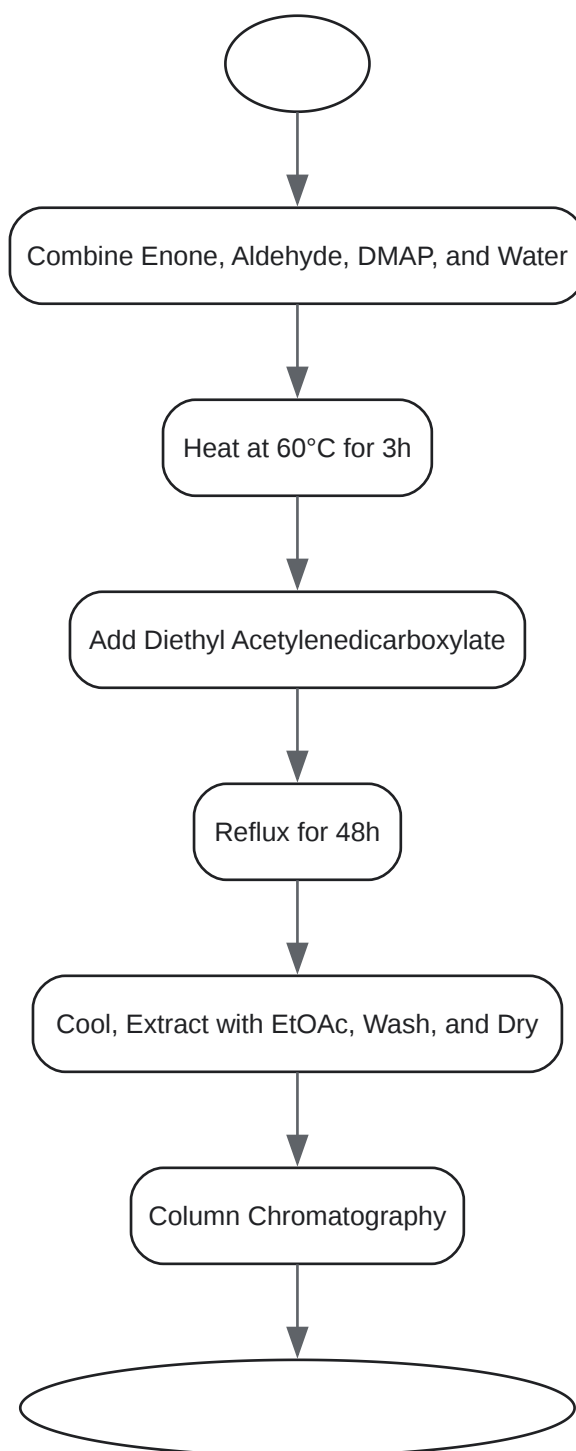 Combine Enone, Aldehyde, DMAP, and Water
Heat at 60°C for 3h
Add Diethyl Acetylenedicarboxylate
Reflux for 48h
Cool, Extract with EtOAc, Wash, and Dry
Column Chromatography